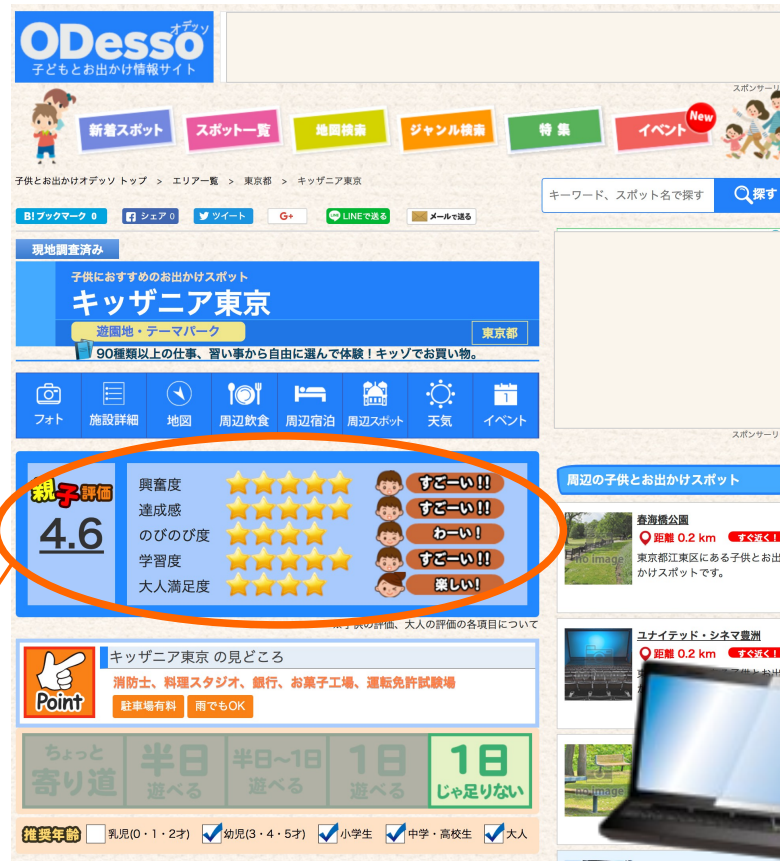 ODessoオデッソ
子どもとお出かけ情報サイト
新着スポット
スポット一覧
地図検索
ジャンル検索
特集
イベント
New
子供とお出かけオデッソ トップ > エリア一覧 > 東京都 > キッザニア東京
キーワード、スポット名で探す
探す
B!ブックマーク 0
シェア 0
ツイート
G+
LINEで送る
メールで送る
現地調査済み
子供におすすめのお出かけスポット
キッザニア東京
遊園地・テーマパーク
東京都
90種類以上の仕事、習い事から自由に選んで体験！キッゾでお買い物。
フォト
施設詳細
地図
周辺飲食
周辺宿泊
周辺スポット
天気
1
イベント
親子評価
4.6
興奮度
すご～い!!
達成感
すご～い!!
のびのび度
わ～い！
学習度
すご～い!!
大人満足度
楽しい！
の評価、大人の評価の各項目について
Point
キッザニア東京 の見どころ
消防士、料理スタジオ、銀行、お菓子工場、運転免許試験場
駐車場有料
雨でもOK
ちょっと
寄り道
半日
遊べる
半日～1日
遊べる
1日
遊べる
1日
じゃ足りない
推奨年齢
乳児(0・1・2才)
幼児(3・4・5才)
小学生
中学・高校生
大人
周辺の子供とお出かけスポット
春海橋公園
距離 0.2 km
すぐ近く！
no image
東京都江東区にある子供とお出
かけスポットです。
ユナイテッド・シネマ豊洲
距離 0.2 km
すぐ近く！
no image